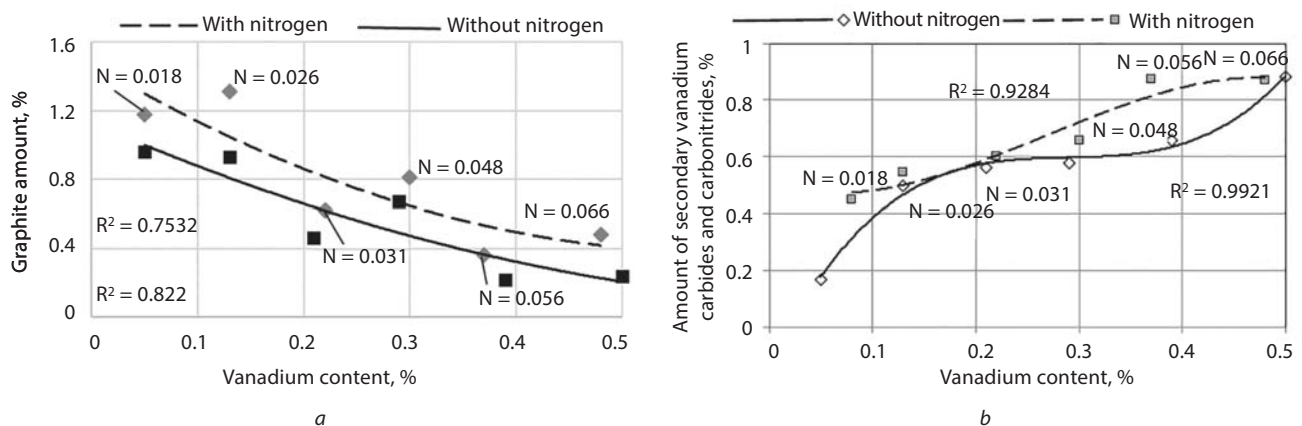 With nitrogen
Without nitrogen
Graphite amount, %
1.6
1.2
0.8
0.4
0
N = 0.018
N = 0.026
N = 0.048
N = 0.066
N = 0.031
N = 0.056
R² = 0.7532
R² = 0.822
0 0.1 0.2 0.3 0.4 0.5
Vanadium content, %
a
Without nitrogen
With nitrogen
Amount of secondary vanadium
carbides and carbonitrides, %
1
0.8
0.6
0.4
0.2
0
N = 0.056
N = 0.066
R² = 0.9284
N = 0.048
N = 0.018
N = 0.026
N = 0.031
R² = 0.9921
0 0.1 0.2 0.3 0.4 0.5
Vanadium content, %
b